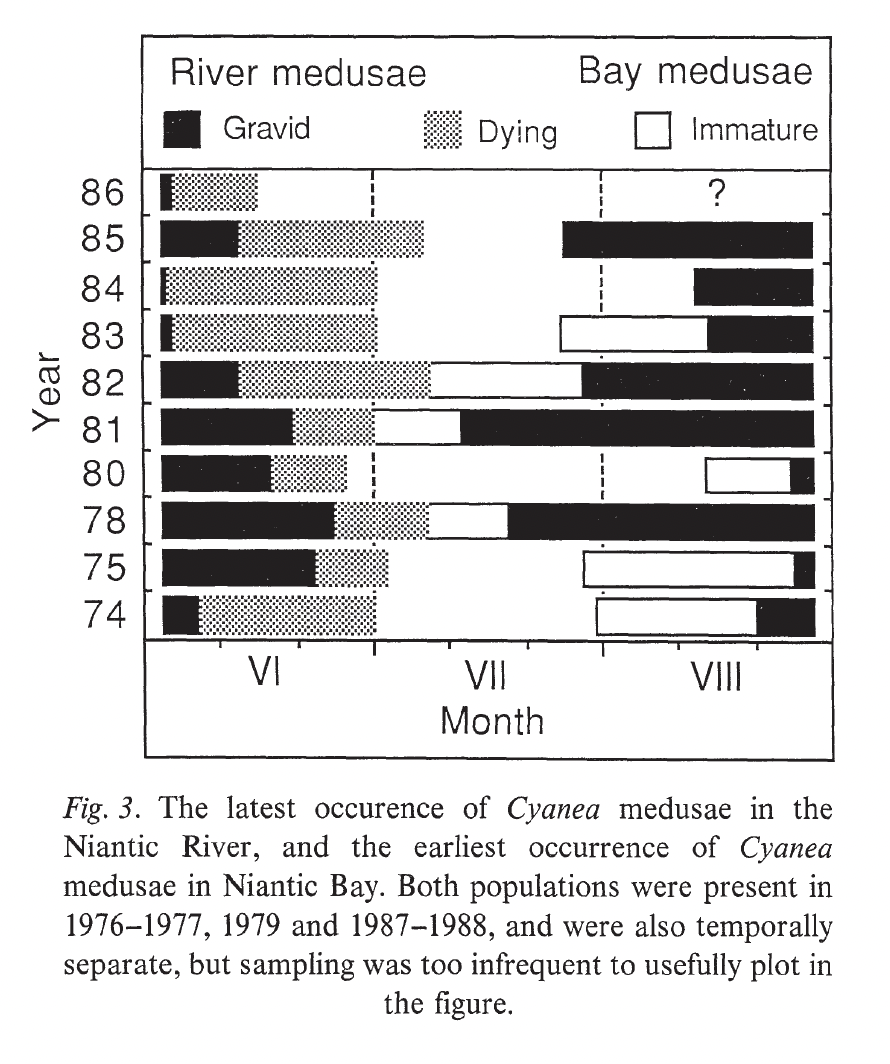 River medusae Bay medusae
Gravid Dying Immature
86 ?
85
84
83
82
81
80
78
75
74
Year
VI VII VIII
Month
Fig. 3. The latest occurence of Cyanea medusae in the
Niantic River, and the earliest occurrence of Cyanea
medusae in Niantic Bay. Both populations were present in
1976–1977, 1979 and 1987–1988, and were also temporally
separate, but sampling was too infrequent to usefully plot in
the figure.